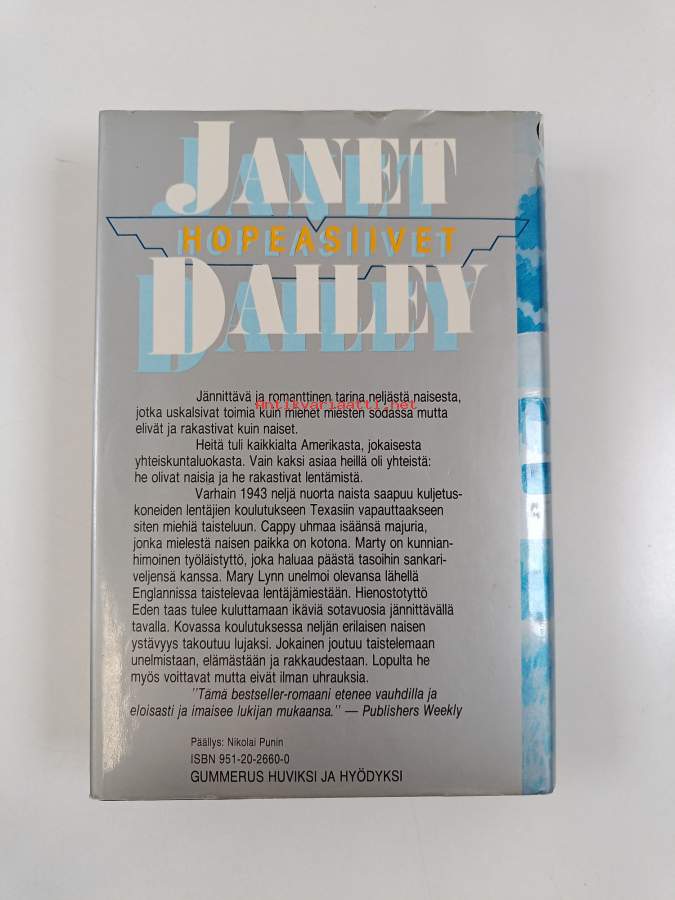 JANET
HOPEASIIVET
DAILEY
Jännittävä ja romanttinen tarina neljästä naisesta,
antikvariaatti.net
jotka uskalsivat toimia kuin miehet miesten sodassa mutta
elivät ja rakastivat kuin naiset.
Heitä tuli kaikkialta Amerikasta, jokaisesta
yhteiskuntaluokasta. Vain kaksi asiaa heillä oli yhteistä:
he olivat naisia ja he rakastivat lentämistä.
Varhain 1943 neljä nuorta naista saapuu kuljetus-
koneiden lentäjien koulutukseen Texasiin vapauttaakseen
siten miehiä taisteluun. Cappy uhmaa isäänsä majuria,
jonka mielestä naisen paikka on kotona. Marty on kunnian-
himoinen työläistyttö, joka haluaa päästä tasoihin sankari-
veljensä kanssa. Mary Lynn unelmoi olevansa lähellä
Englannissa taistelevaa lentäjämiestään. Hienostotyttö
Eden taas tulee kuluttamaan ikäviä sotavuosia jännittävällä
tavalla. Kovassa koulutuksessa neljän erilaisen naisen
ystävyys takoutuu lujaksi. Jokainen joutuu taistelemaan
unelmistaan, elämästään ja rakkaudestaan. Lopulta he
myös voittavat mutta eivät ilman uhrauksia.
"Tämä bestseller-romaani etenee vauhdilla ja
eloisasti ja imaisee lukijan mukaansa." — Publishers Weekly
Päällys: Nikolai Punin
ISBN 951-20-2660-0
GUMMERUS HUVIKSI JA HYÖDYKSI